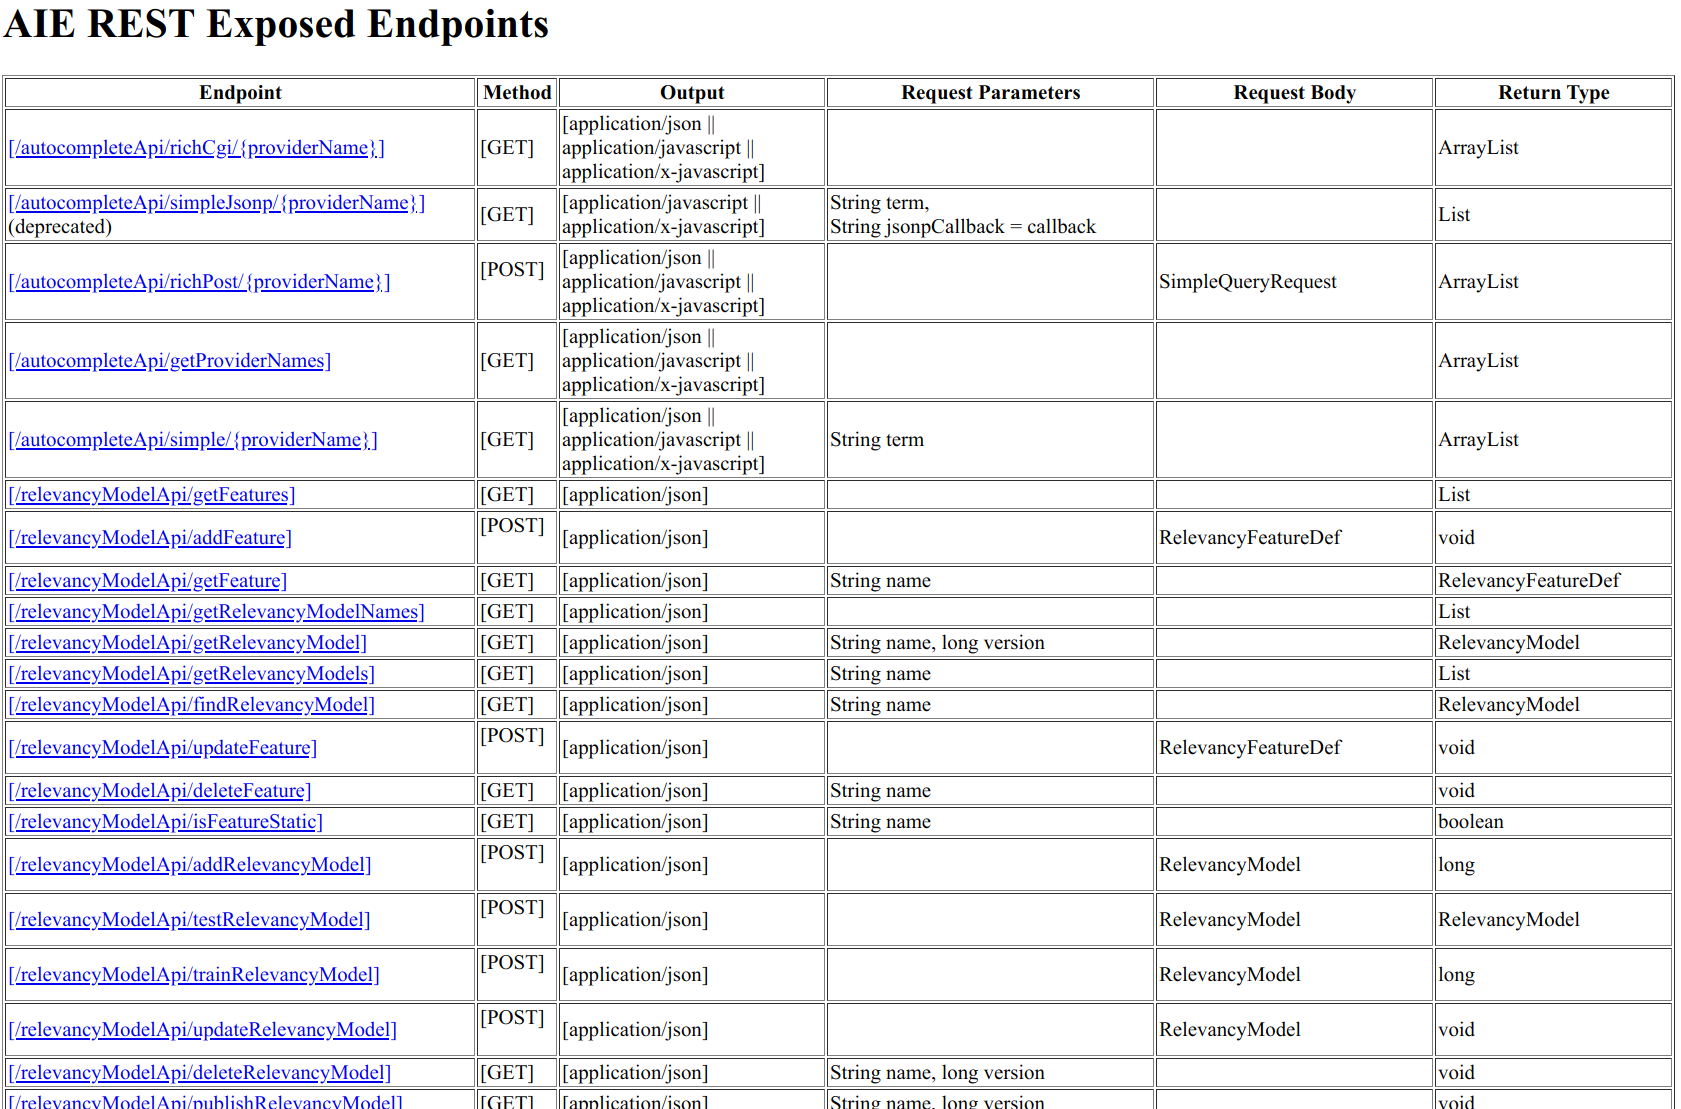 AIE REST Exposed Endpoints
Endpoint Method Output Request Parameters Request Body Return Type
[/autocompleteApi/richCgi/{providerName}] [GET] [application/json || application/javascript || application/x-javascript] ArrayList
[/autocompleteApi/simpleJsonp/{providerName}] (deprecated) [GET] [application/javascript || application/x-javascript] String term, String jsonpCallback = callback List
[/autocompleteApi/richPost/{providerName}] [POST] [application/json || application/javascript || application/x-javascript] SimpleQueryRequest ArrayList
[/autocompleteApi/getProviderNames] [GET] [application/json || application/javascript || application/x-javascript] ArrayList
[/autocompleteApi/simple/{providerName}] [GET] [application/json || application/javascript || application/x-javascript] String term ArrayList
[/relevancyModelApi/getFeatures] [GET] [application/json] List
[/relevancyModelApi/addFeature] [POST] [application/json] RelevancyFeatureDef void
[/relevancyModelApi/getFeature] [GET] [application/json] String name RelevancyFeatureDef
[/relevancyModelApi/getRelevancyModelNames] [GET] [application/json] List
[/relevancyModelApi/getRelevancyModel] [GET] [application/json] String name, long version RelevancyModel
[/relevancyModelApi/getRelevancyModels] [GET] [application/json] String name List
[/relevancyModelApi/findRelevancyModel] [GET] [application/json] String name RelevancyModel
[/relevancyModelApi/updateFeature] [POST] [application/json] RelevancyFeatureDef void
[/relevancyModelApi/deleteFeature] [GET] [application/json] String name void
[/relevancyModelApi/isFeatureStatic] [GET] [application/json] String name boolean
[/relevancyModelApi/addRelevancyModel] [POST] [application/json] RelevancyModel long
[/relevancyModelApi/testRelevancyModel] [POST] [application/json] RelevancyModel RelevancyModel
[/relevancyModelApi/trainRelevancyModel] [POST] [application/json] RelevancyModel long
[/relevancyModelApi/updateRelevancyModel] [POST] [application/json] RelevancyModel void
[/relevancyModelApi/deleteRelevancyModel] [GET] [application/json] String name, long version void
[/relevancyModelApi/publishRelevancyModel] [GET] [application/json] String name, long version void